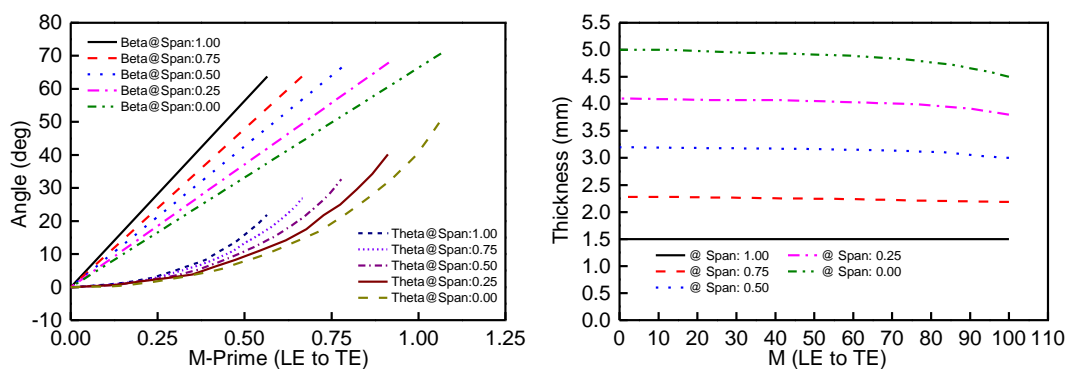 80
70
60
50
40
30
20
10
0
-10
Angle (deg)
Beta@Span:1.00
Beta@Span:0.75
Beta@Span:0.50
Beta@Span:0.25
Beta@Span:0.00
Theta@Span:1.00
Theta@Span:0.75
Theta@Span:0.50
Theta@Span:0.25
Theta@Span:0.00
0.00 0.25 0.50 0.75 1.00 1.25
M-Prime (LE to TE)
5.5
5.0
4.5
4.0
3.5
3.0
2.5
2.0
1.5
1.0
0.5
0.0
Thickness (mm)
@ Span: 1.00 @ Span: 0.25
@ Span: 0.75 @ Span: 0.00
@ Span: 0.50
0 10 20 30 40 50 60 70 80 90 100 110
M (LE to TE)